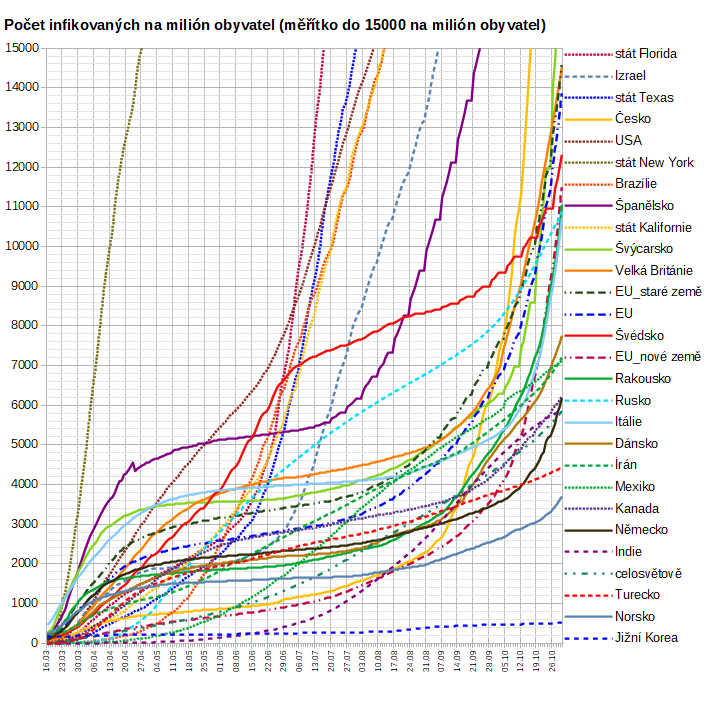 Počet infikovaných na milión obyvatel (měřítko do 15000 na milión obyvatel)
15000
14000
13000
12000
11000
10000
9000
8000
7000
6000
5000
4000
3000
2000
1000
0
16.03
23.03
30.03
06.04
13.04
20.04
27.04
04.05
11.05
18.05
25.05
01.06
08.06
15.06
22.06
29.06
06.07
13.07
20.07
27.07
03.08
10.08
17.08
24.08
31.08
07.09
14.09
21.09
28.09
05.10
12.10
19.10
26.10
stát Florida
Izrael
stát Texas
Česko
USA
stát New York
Brazílie
Španělsko
stát Kalifornie
Švýcarsko
Velká Británie
EU_staré země
EU
Švédsko
EU_nové země
Rakousko
Rusko
Itálie
Dánsko
Írán
Mexiko
Kanada
Německo
Indie
celosvětově
Turecko
Norsko
Jižní Korea